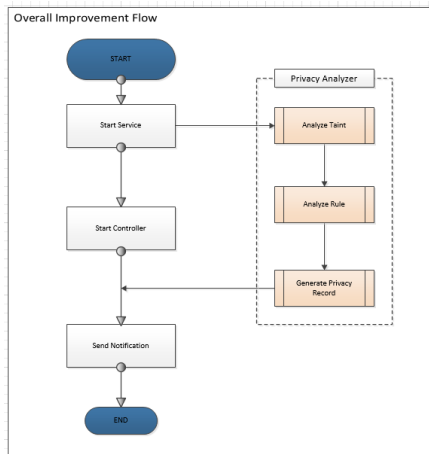 Overall Improvement Flow
START
Privacy Analyzer
Start Service
Analyze Taint
Analyze Rule
Start Controller
Generate Privacy
Record
Send Notification
END